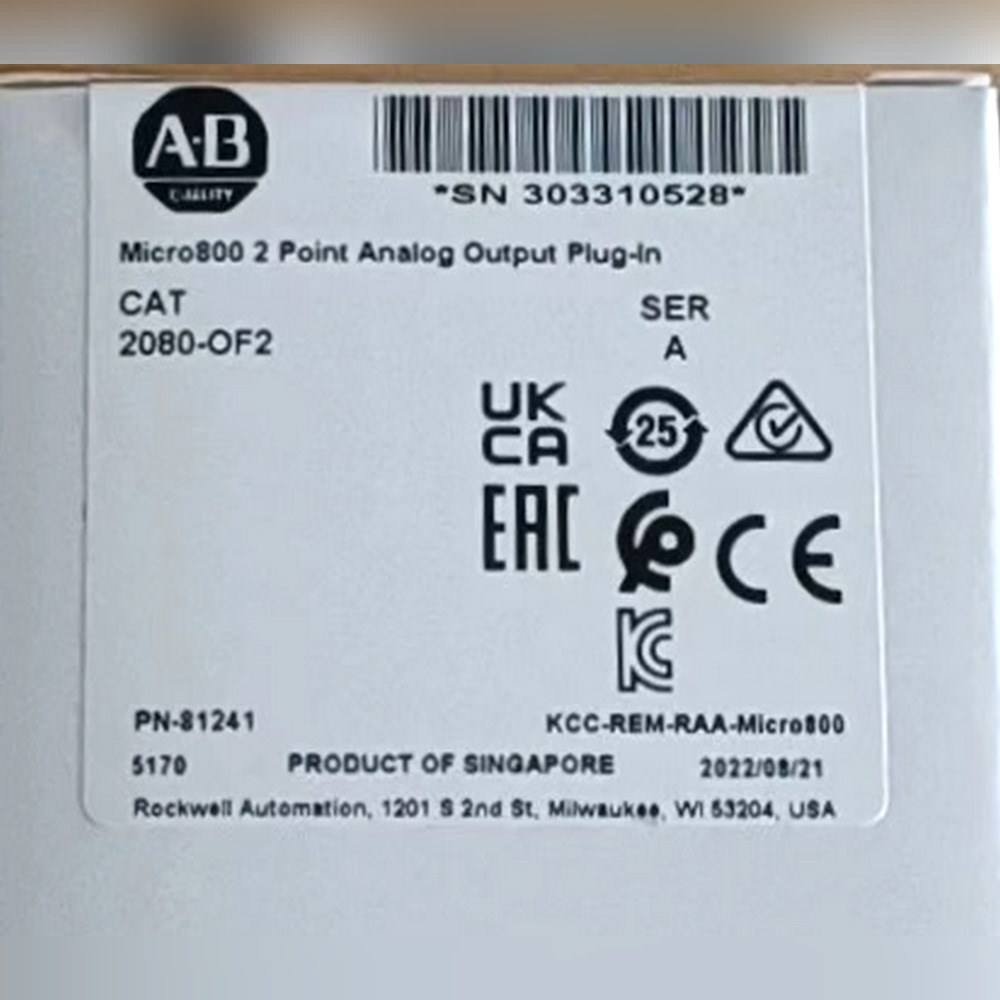 A·B
QUALITY
*SN 303310528*
Micro800 2 Point Analog Output Plug-In
CAT
SER
2080-OF2
A
UK
CA
25
EAC
CE
KC
PN-81241
KCC-REM-RAA-Micro800
5170
PRODUCT OF SINGAPORE
2022/08/21
Rockwell Automation, 1201 S 2nd St, Milwaukee, WI 53204, USA